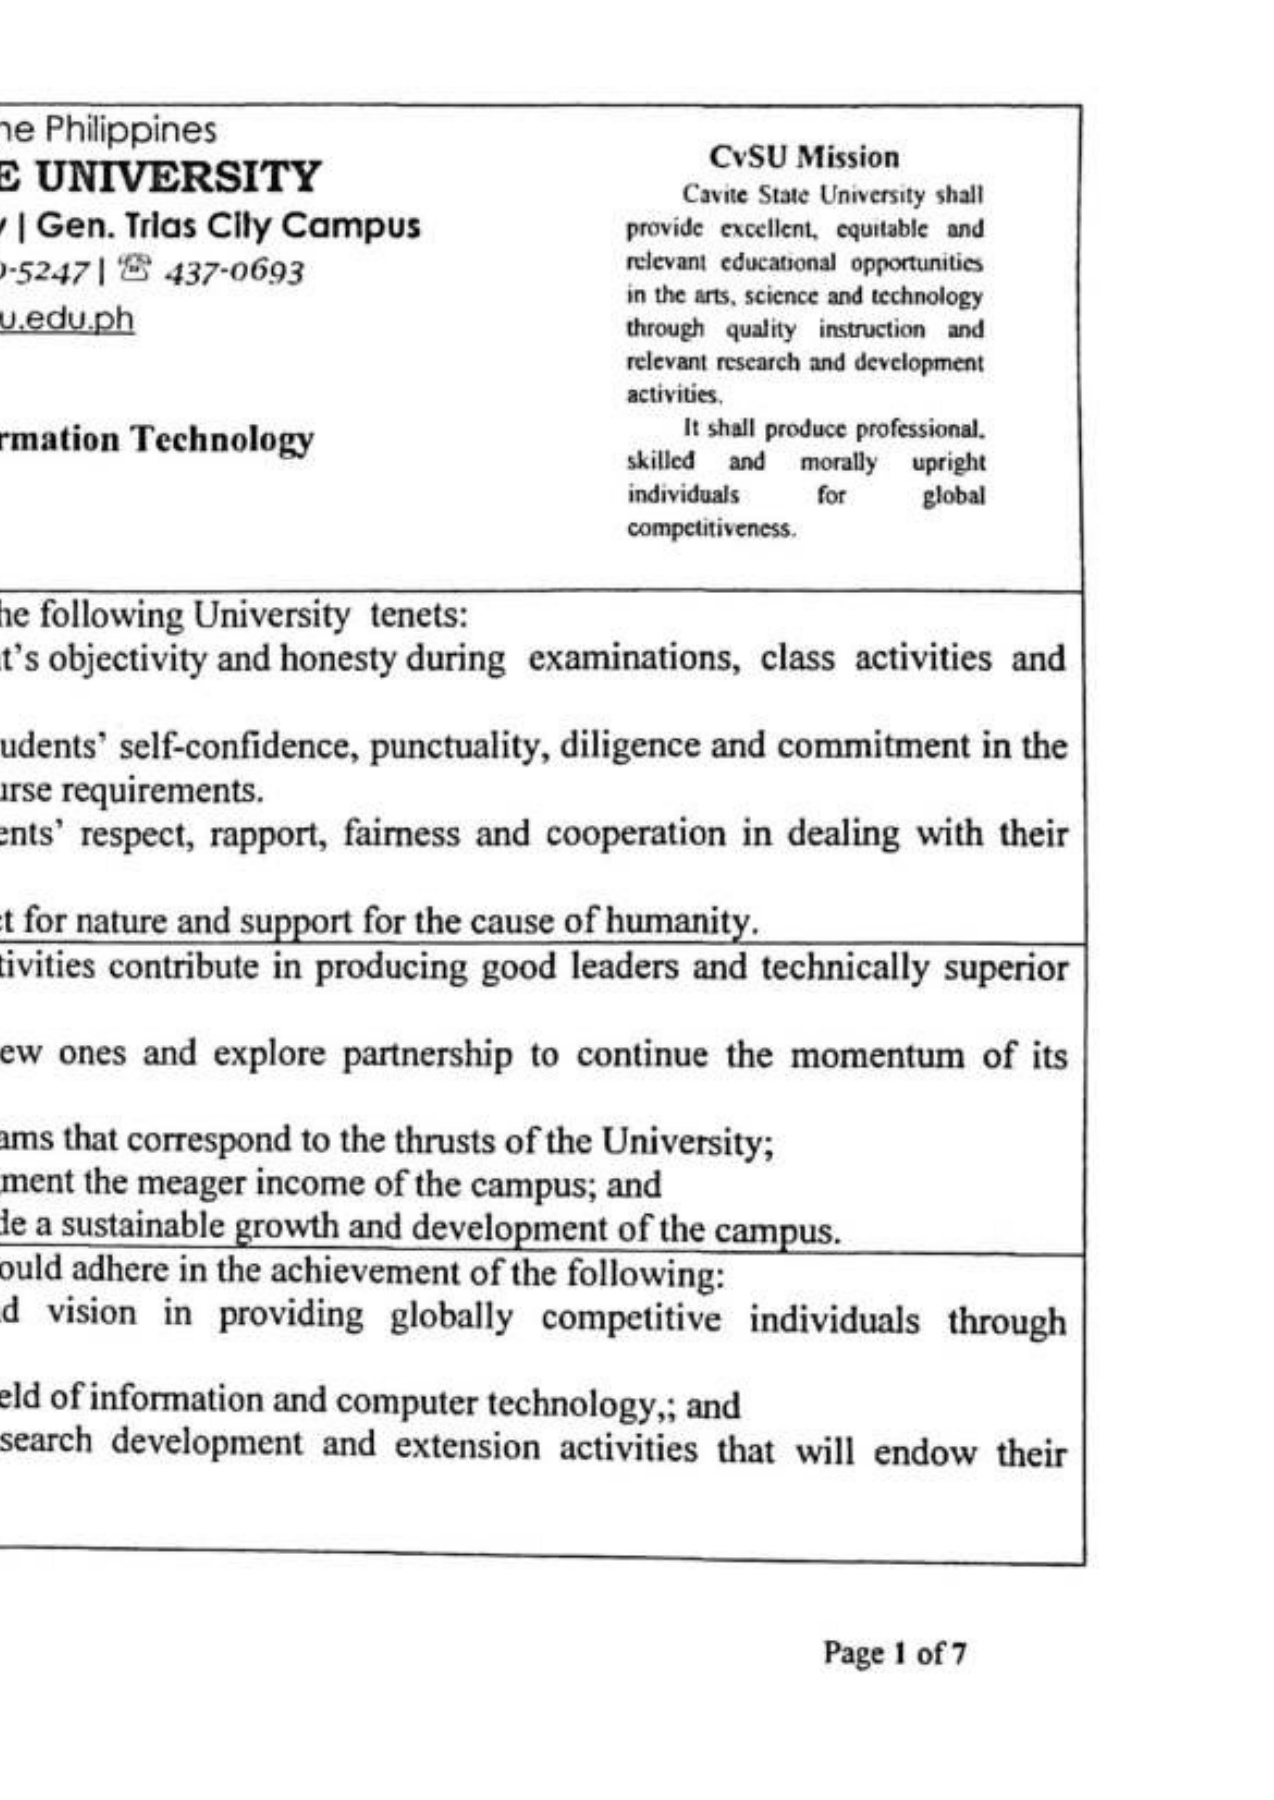 he Philippines
E UNIVERSITY
y | Gen. Trias City Campus
0-5247 | ☏ 437-0693
u.edu.ph
rmation Technology
CvSU Mission
Cavite State University shall
provide excellent, equitable and
relevant educational opportunities
in the arts, science and technology
through quality instruction and
relevant research and development
activities.
It shall produce professional,
skilled and morally upright
individuals for global
competitiveness.
he following University tenets:
t's objectivity and honesty during examinations, class activities and
udents' self-confidence, punctuality, diligence and commitment in the
urse requirements.
ents' respect, rapport, fairness and cooperation in dealing with their
ct for nature and support for the cause of humanity.
tivities contribute in producing good leaders and technically superior
ew ones and explore partnership to continue the momentum of its
ams that correspond to the thrusts of the University;
ment the meager income of the campus; and
de a sustainable growth and development of the campus.
ould adhere in the achievement of the following:
d vision in providing globally competitive individuals through
eld of information and computer technology,; and
search development and extension activities that will endow their
Page 1 of 7